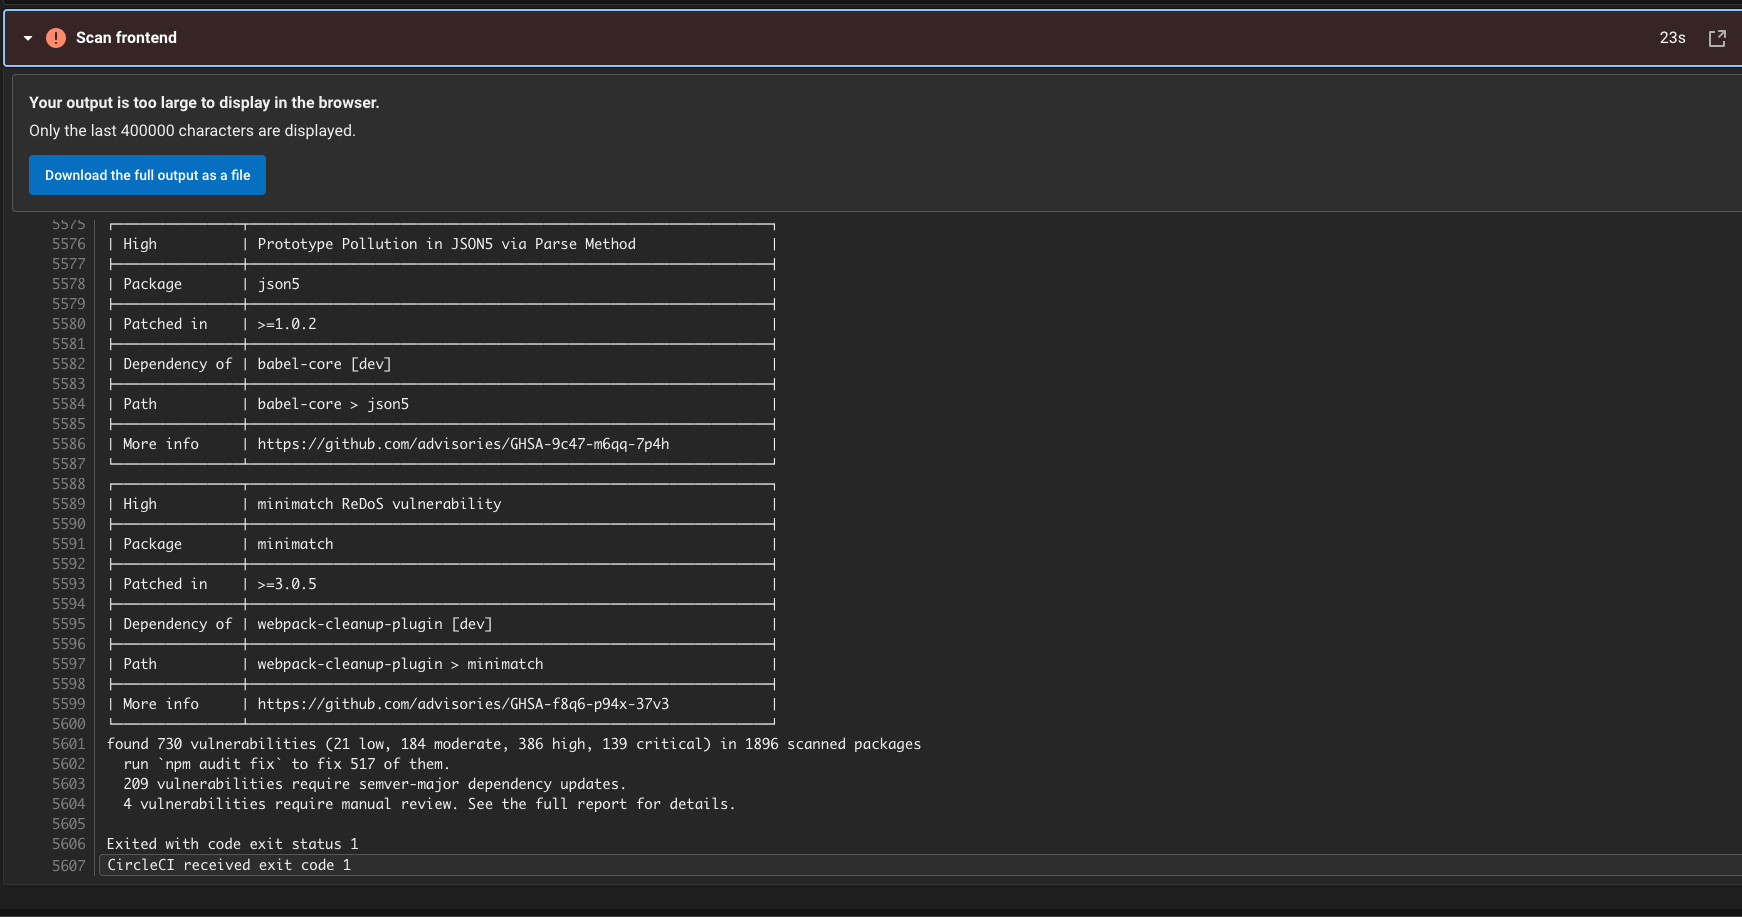 Scan frontend 23s
Your output is too large to display in the browser.
Only the last 400000 characters are displayed.
Download the full output as a file
5575
5576 | High | Prototype Pollution in JSON5 via Parse Method |
5577
5578 | Package | json5 |
5579
5580 | Patched in | >=1.0.2 |
5581
5582 | Dependency of | babel-core [dev] |
5583
5584 | Path | babel-core > json5 |
5585
5586 | More info | https://github.com/advisories/GHSA-9c47-m6qq-7p4h |
5587
5588
5589 | High | minimatch ReDoS vulnerability |
5590
5591 | Package | minimatch |
5592
5593 | Patched in | >=3.0.5 |
5594
5595 | Dependency of | webpack-cleanup-plugin [dev] |
5596
5597 | Path | webpack-cleanup-plugin > minimatch |
5598
5599 | More info | https://github.com/advisories/GHSA-f8q6-p94x-37v3 |
5600
5601 found 730 vulnerabilities (21 low, 184 moderate, 386 high, 139 critical) in 1896 scanned packages
5602 run `npm audit fix` to fix 517 of them.
5603 209 vulnerabilities require semver-major dependency updates.
5604 4 vulnerabilities require manual review. See the full report for details.
5605
5606 Exited with code exit status 1
5607 CircleCI received exit code 1